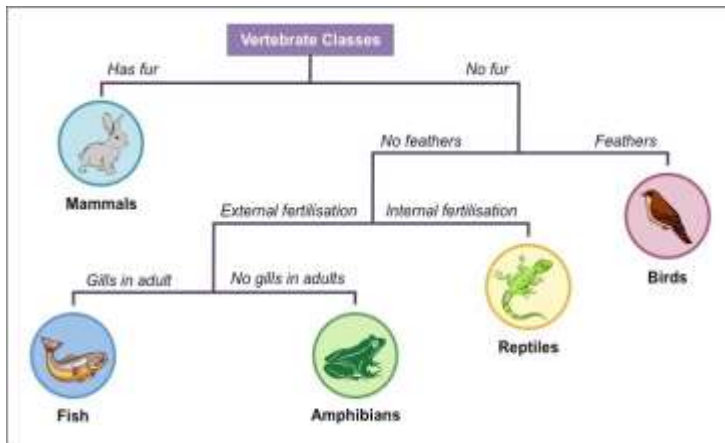 Vertebrate Classes
Has fur
No fur
No feathers
Feathers
Mammals
External fertilisation
Internal fertilisation
Birds
Gills in adult
No gills in adults
Reptiles
Fish
Amphibians